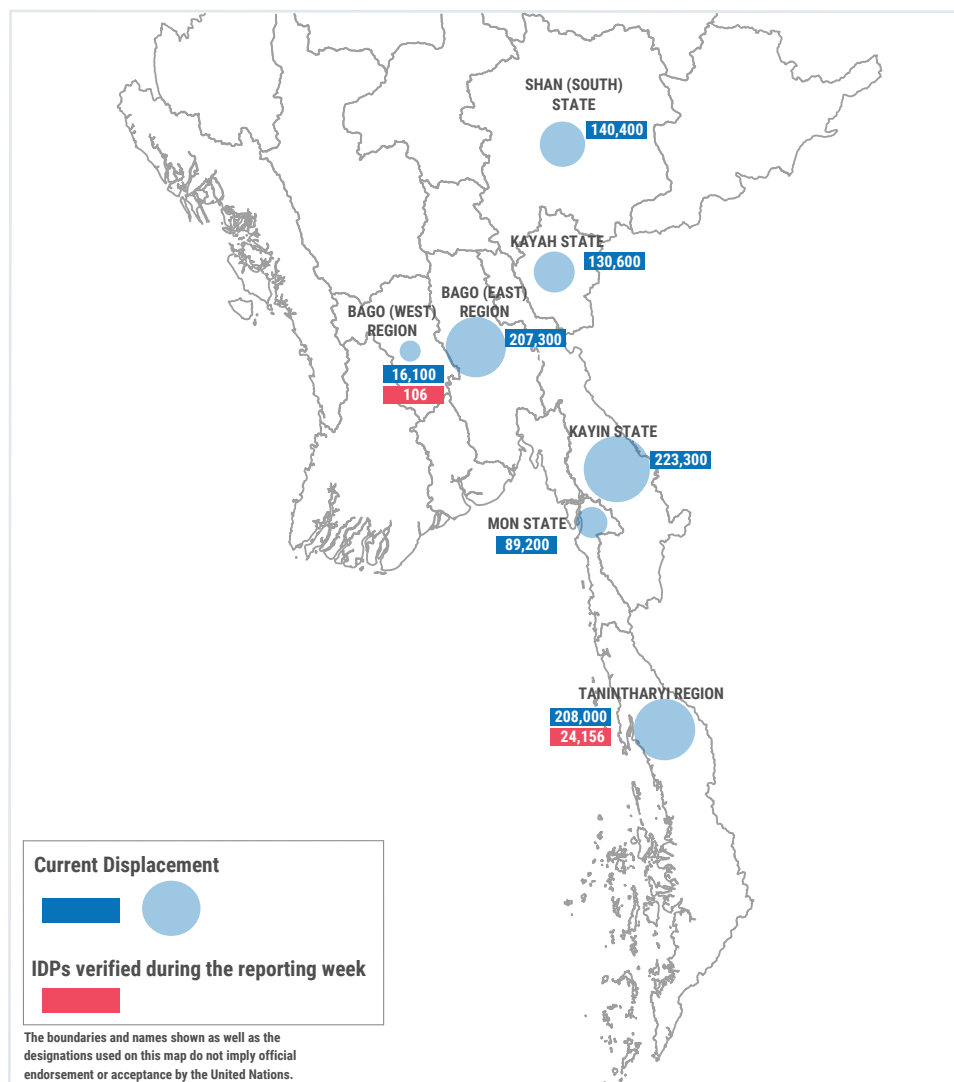 SHAN (SOUTH)
STATE
140,400
KAYAH STATE
130,600
BAGO (EAST)
REGION
207,300
BAGO (WEST)
REGION
16,100
106
KAYIN STATE
223,300
MON STATE
89,200
TANINTHARYI REGION
208,000
24,156
Current Displacement
IDPs verified during the reporting week
The boundaries and names shown as well as the
designations used on this map do not imply official
endorsement or acceptance by the United Nations.